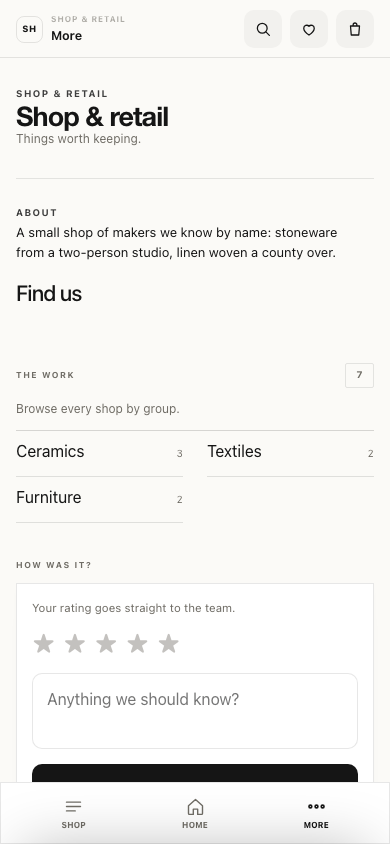 SH
SHOP & RETAIL
More
SHOP & RETAIL
Shop & retail
Things worth keeping.
ABOUT
A small shop of makers we know by name: stoneware
from a two-person studio, linen woven a county over.
Find us
THE WORK
7
Browse every shop by group.
Ceramics 3
Textiles 2
Furniture 2
HOW WAS IT?
Your rating goes straight to the team.
Anything we should know?
SHOP
HOME
MORE